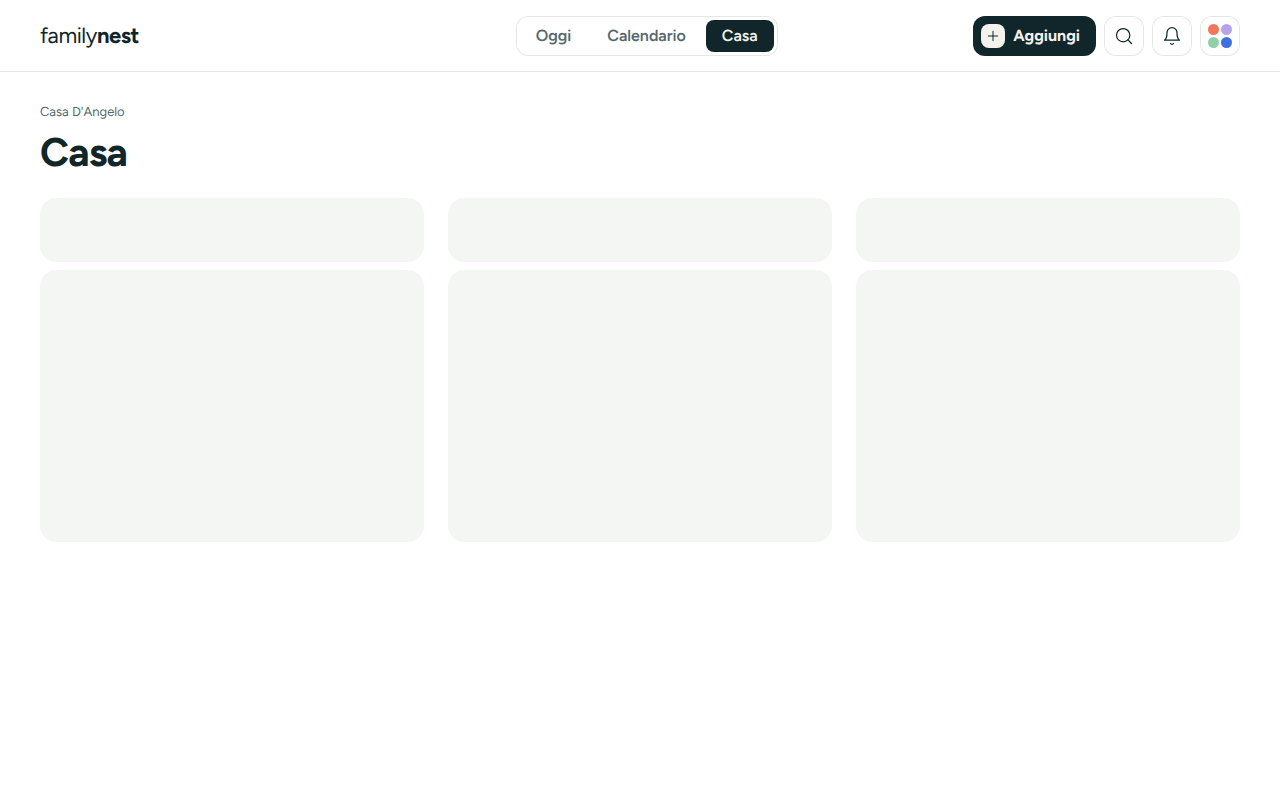 familynest
Oggi
Calendario
Casa
Aggiungi
Casa D'Angelo
Casa